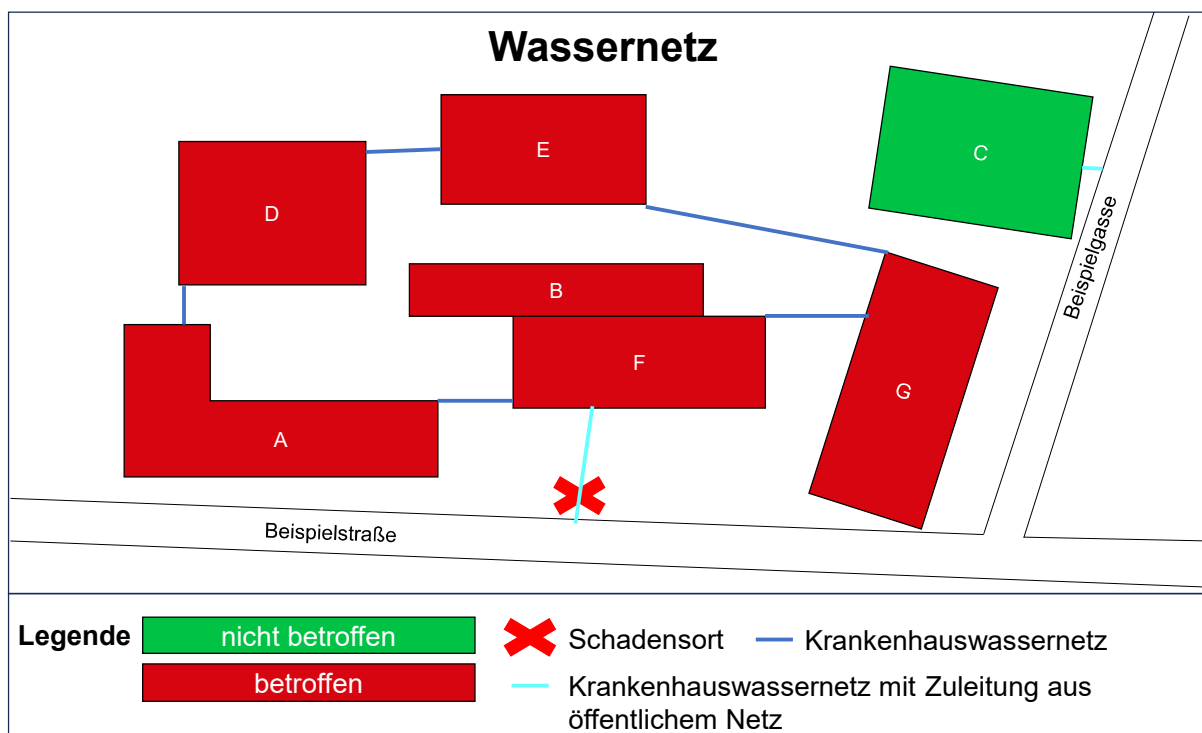 Wassernetz
E
C
D
B
F
G
A
Beispielgasse
Beispielstraße
Legende
nicht betroffen
betroffen
Schadensort
Krankenhauswassernetz
Krankenhauswassernetz mit Zuleitung aus
öffentlichem Netz